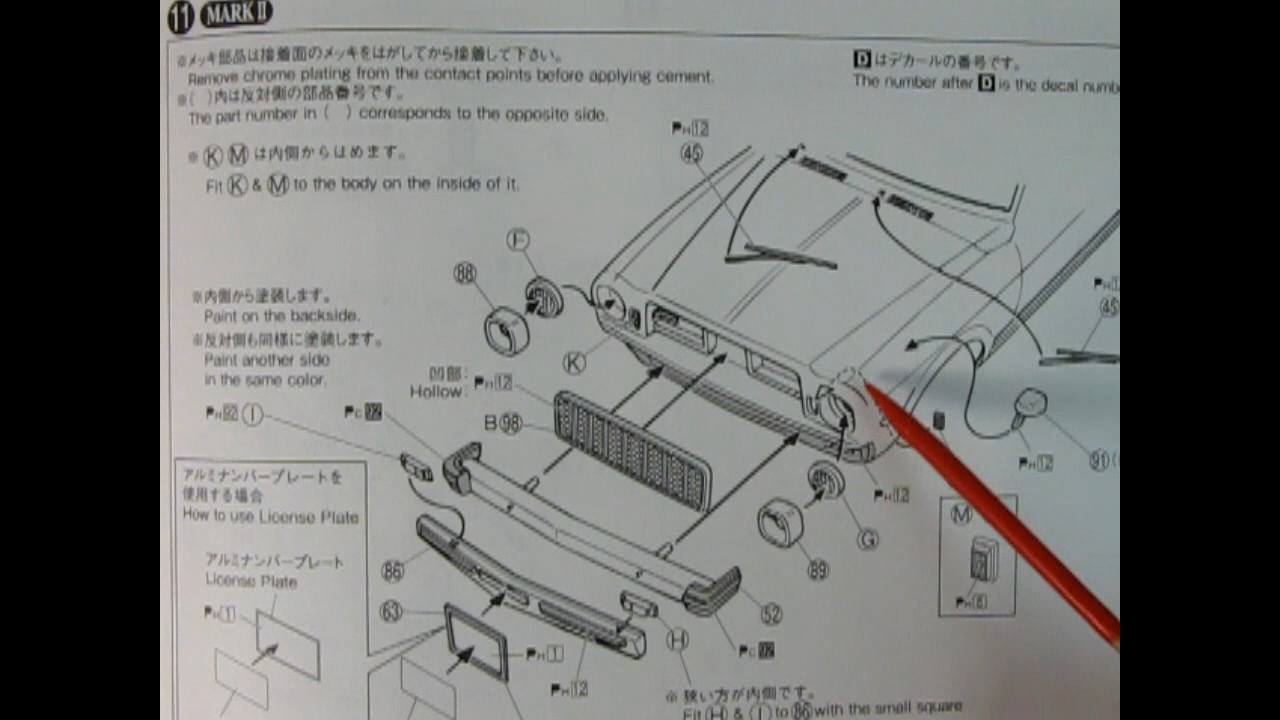 11 MARK II
※メッキ部品は接着面のメッキをはがしてから接着して下さい。
Remove chrome plating from the contact points before applying cement.
※( )内は反対側の部品番号です。
The part number in ( ) corresponds to the opposite side.
※Ⓚ Ⓜは内側からはめます。
Fit Ⓚ & Ⓜ to the body on the inside of it.
Dはデカールの番号です。
The number after D is the decal
PH12
45
F
88
※内側から塗装します。
Paint on the backside.
※反対側も同様に塗装します。
Paint another side
in the same color.
K
凹部:
Hollow: PH12
B98
I
PC
45
91
PH12
PH12
G
89
M
PH8
アルミナンバープレートを
使用する場合
How to use License Plate
アルミナンバープレート
License Plate
PH1
86
63
52
H
PH1
PH12
PC
※狭い方が内側です。
Fit Ⓗ & Ⓘ to 86 with the small square